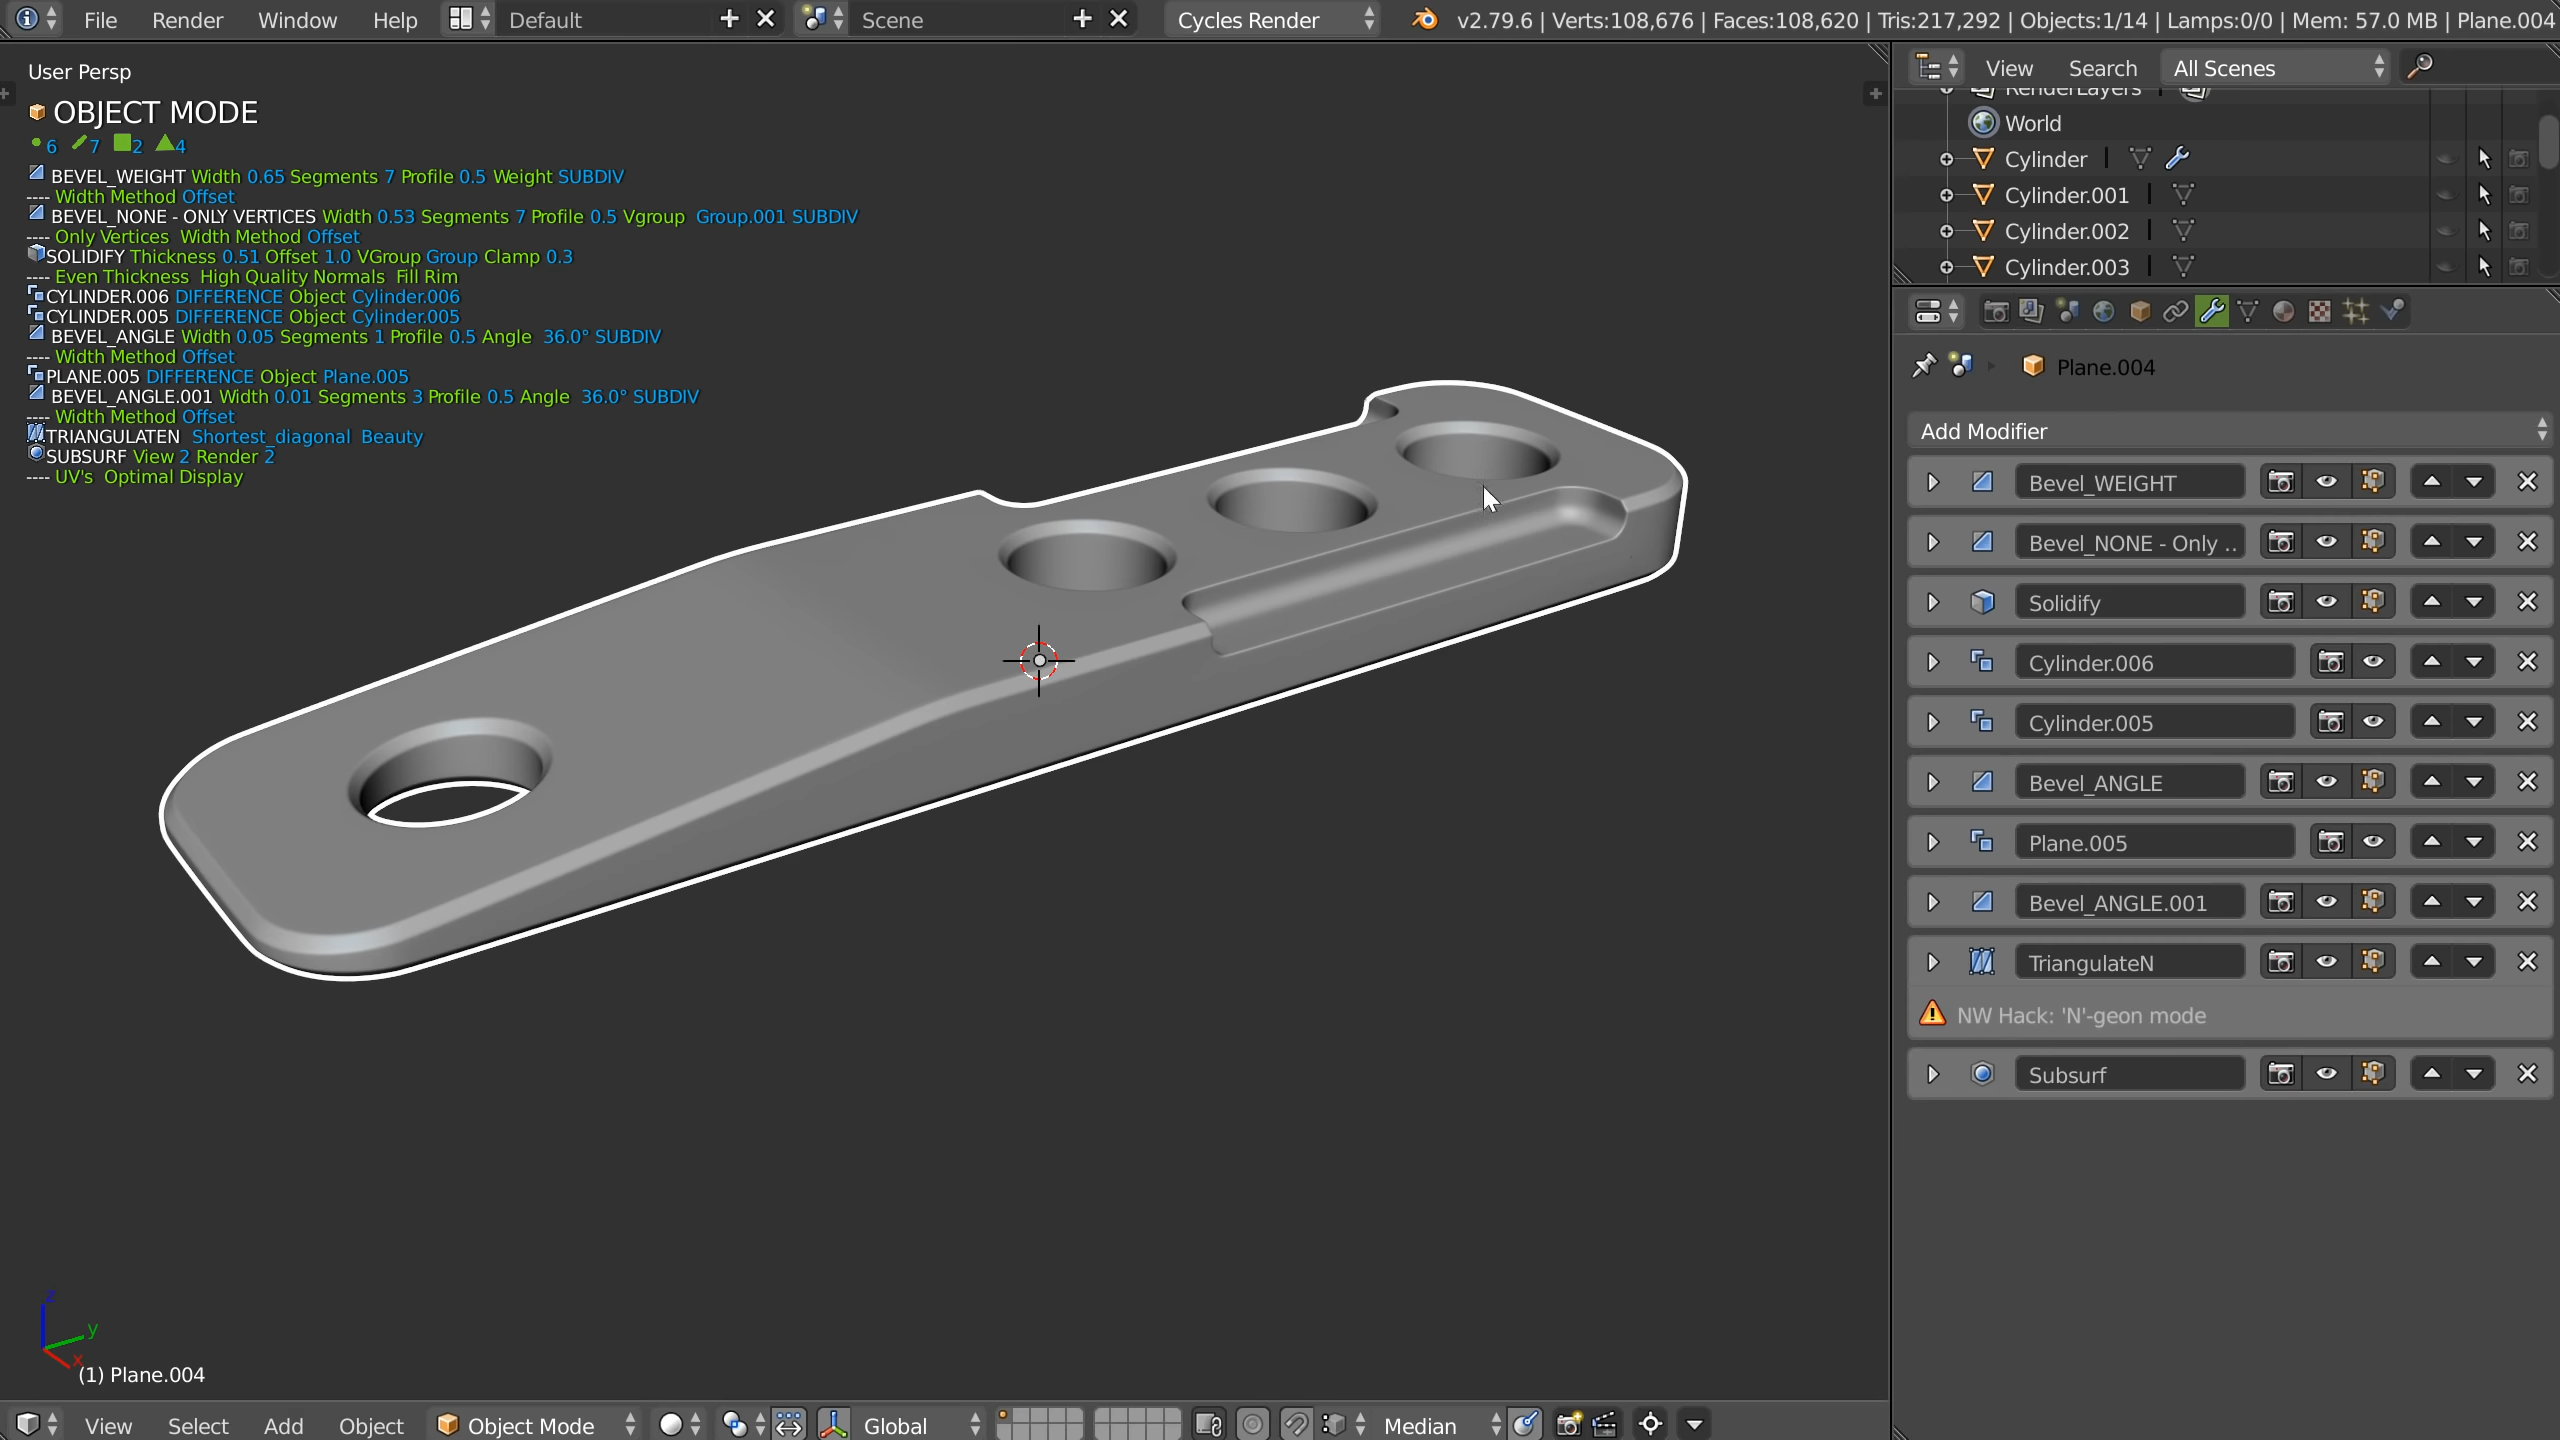 File Render Window Help Default Scene Cycles Render v2.79.6 | Verts:108,676 | Faces:108,620 | Tris:217,292 | Objects:1/14 | Lamps:0/0 | Mem: 57.0 MB | Plane.004
User Persp
OBJECT MODE
6 7 2 4
BEVEL_WEIGHT Width 0.65 Segments 7 Profile 0.5 Weight SUBDIV
---- Width Method Offset
BEVEL_NONE - ONLY VERTICES Width 0.53 Segments 7 Profile 0.5 Vgroup Group.001 SUBDIV
---- Only Vertices Width Method Offset
SOLIDIFY Thickness 0.51 Offset 1.0 VGroup Group Clamp 0.3
---- Even Thickness High Quality Normals Fill Rim
CYLINDER.006 DIFFERENCE Object Cylinder.006
CYLINDER.005 DIFFERENCE Object Cylinder.005
BEVEL_ANGLE Width 0.05 Segments 1 Profile 0.5 Angle 36.0° SUBDIV
---- Width Method Offset
PLANE.005 DIFFERENCE Object Plane.005
BEVEL_ANGLE.001 Width 0.01 Segments 3 Profile 0.5 Angle 36.0° SUBDIV
---- Width Method Offset
TRIANGULATEN Shortest_diagonal Beauty
SUBSURF View 2 Render 2
---- UV's Optimal Display
z
y
x
(1) Plane.004
View Select Add Object Object Mode Global Median
View Search All Scenes
RenderLayers
World
Cylinder
Cylinder.001
Cylinder.002
Cylinder.003
Plane.004
Add Modifier
Bevel_WEIGHT
Bevel_NONE - Only ..
Solidify
Cylinder.006
Cylinder.005
Bevel_ANGLE
Plane.005
Bevel_ANGLE.001
TriangulateN
NW Hack: 'N'-geon mode
Subsurf